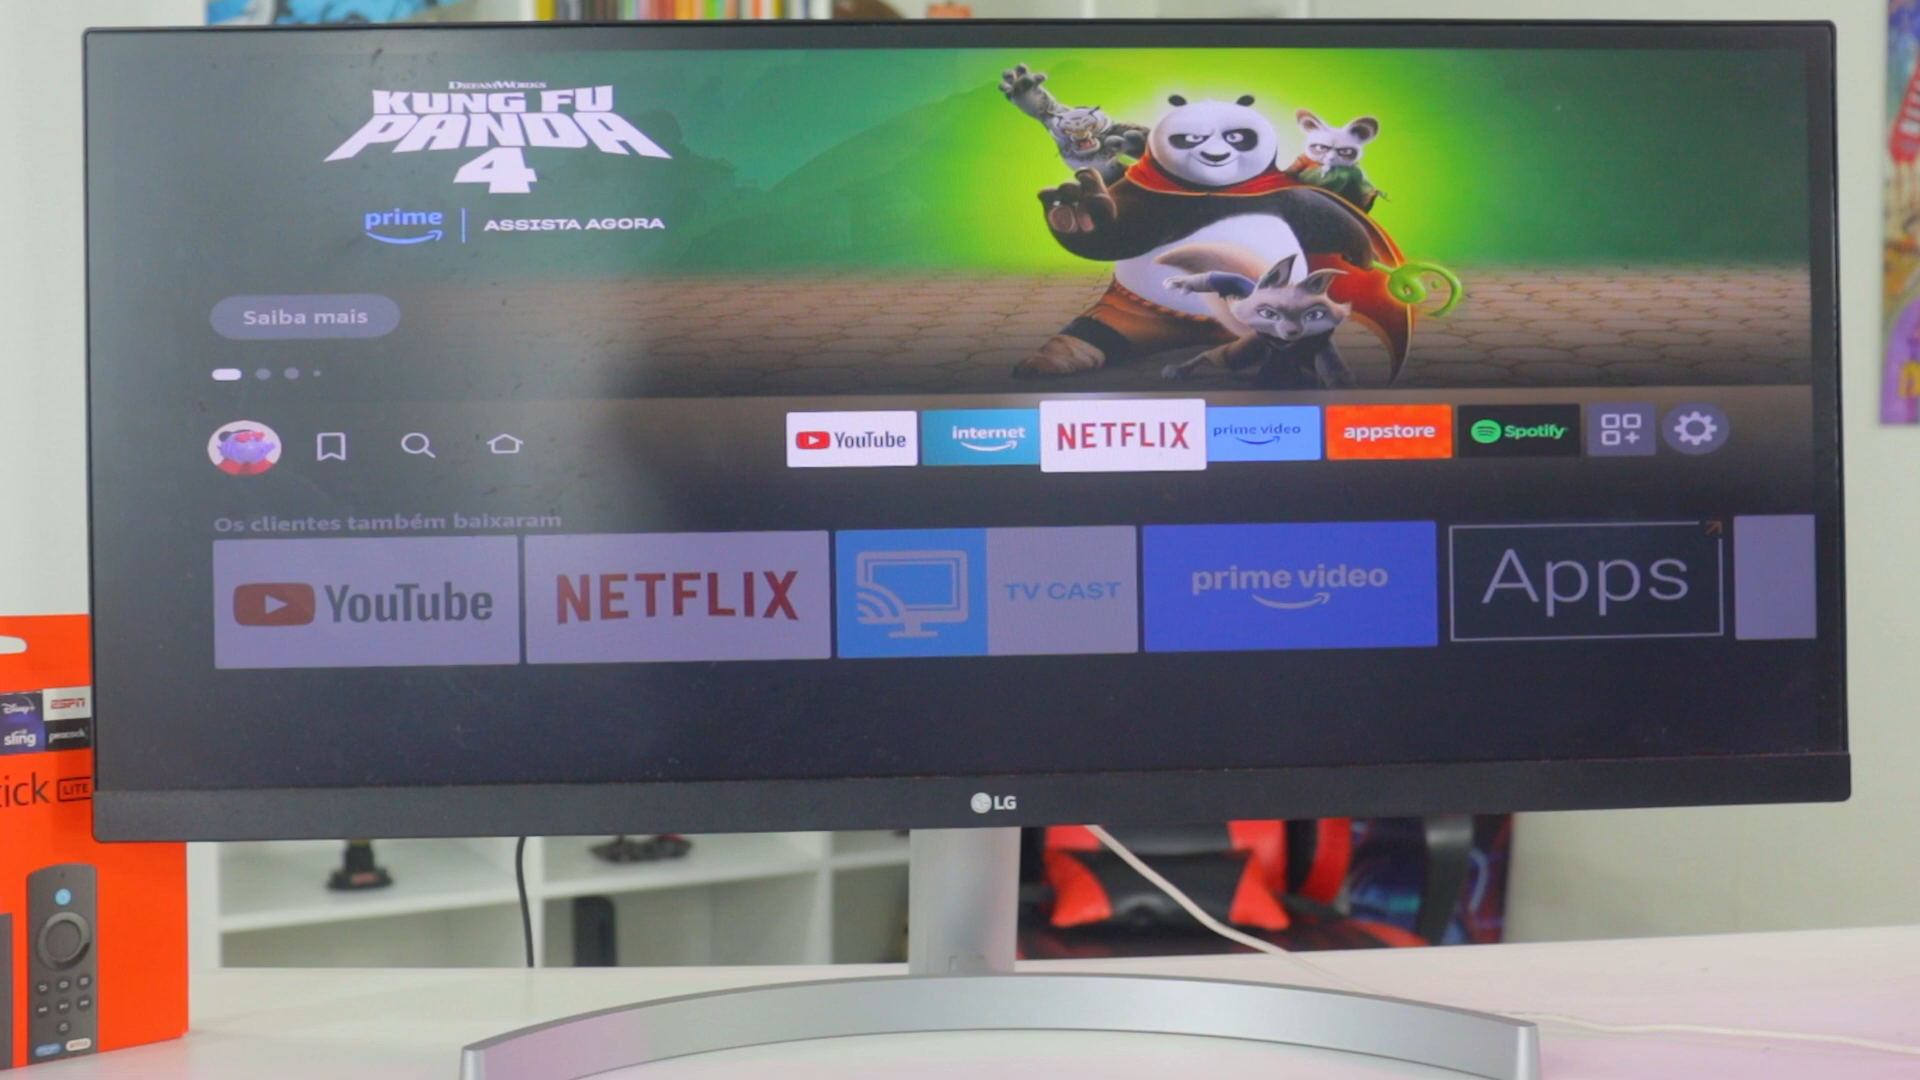 DREAMWORKS
KUNG FU
PANDA
4
prime | ASSISTA AGORA
Saiba mais
YouTube internet NETFLIX prime video appstore Spotify
Os clientes também baixaram
YouTube NETFLIX TV CAST prime video Apps
Disney+ ESPN
sling peacock
tick LITE
LG